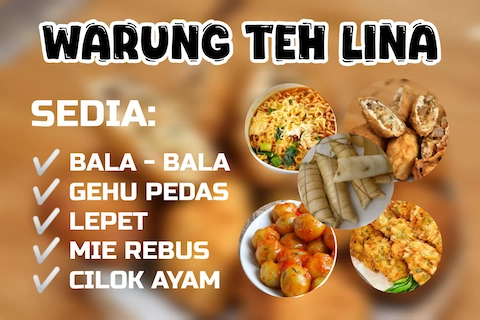 WARUNG TEH LINA
SEDIA:
BALA - BALA
GEHU PEDAS
LEPET
MIE REBUS
CILOK AYAM